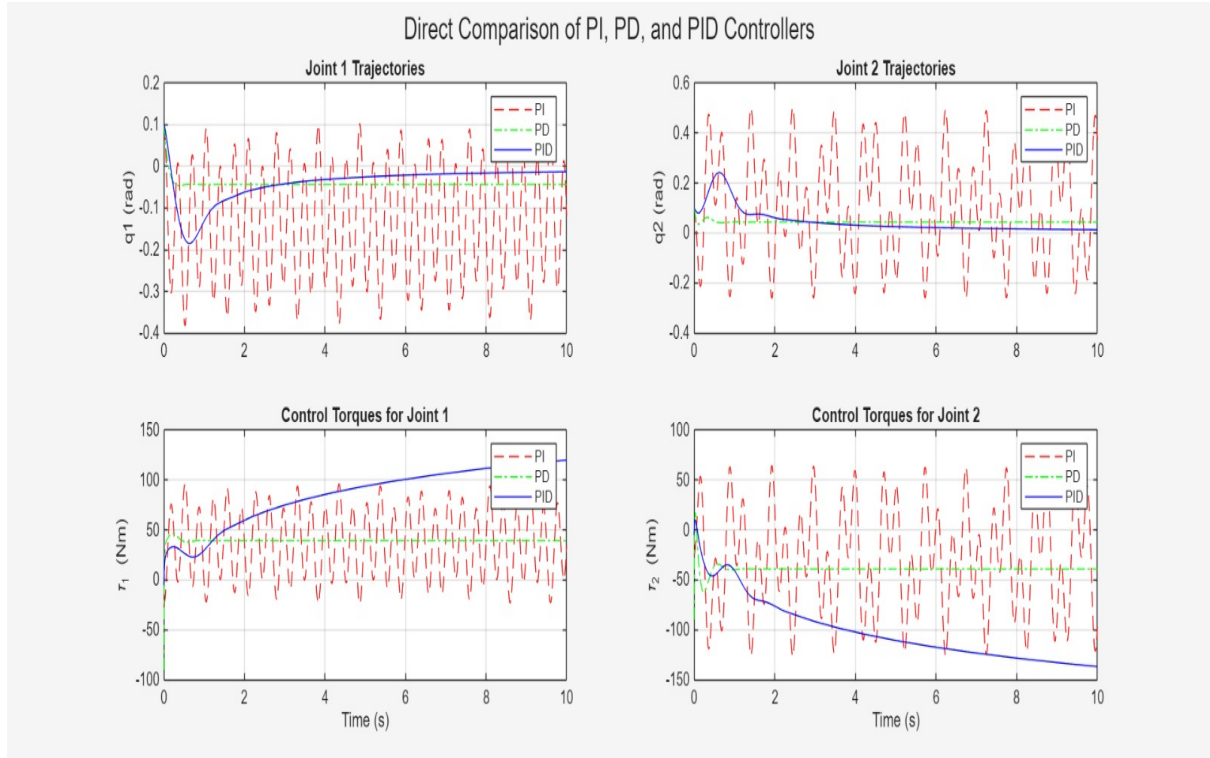 Direct Comparison of PI, PD, and PID Controllers
Joint 1 Trajectories
q1 (rad)
0.2
0.1
0
-0.1
-0.2
-0.3
-0.4
0 2 4 6 8 10
PI
PD
PID
Joint 2 Trajectories
q2 (rad)
0.6
0.4
0.2
0
-0.2
-0.4
0 2 4 6 8 10
PI
PD
PID
Control Torques for Joint 1
τ₁ (Nm)
150
100
50
0
-50
-100
0 2 4 6 8 10
Time (s)
PI
PD
PID
Control Torques for Joint 2
τ₂ (Nm)
100
50
0
-50
-100
-150
0 2 4 6 8 10
Time (s)
PI
PD
PID